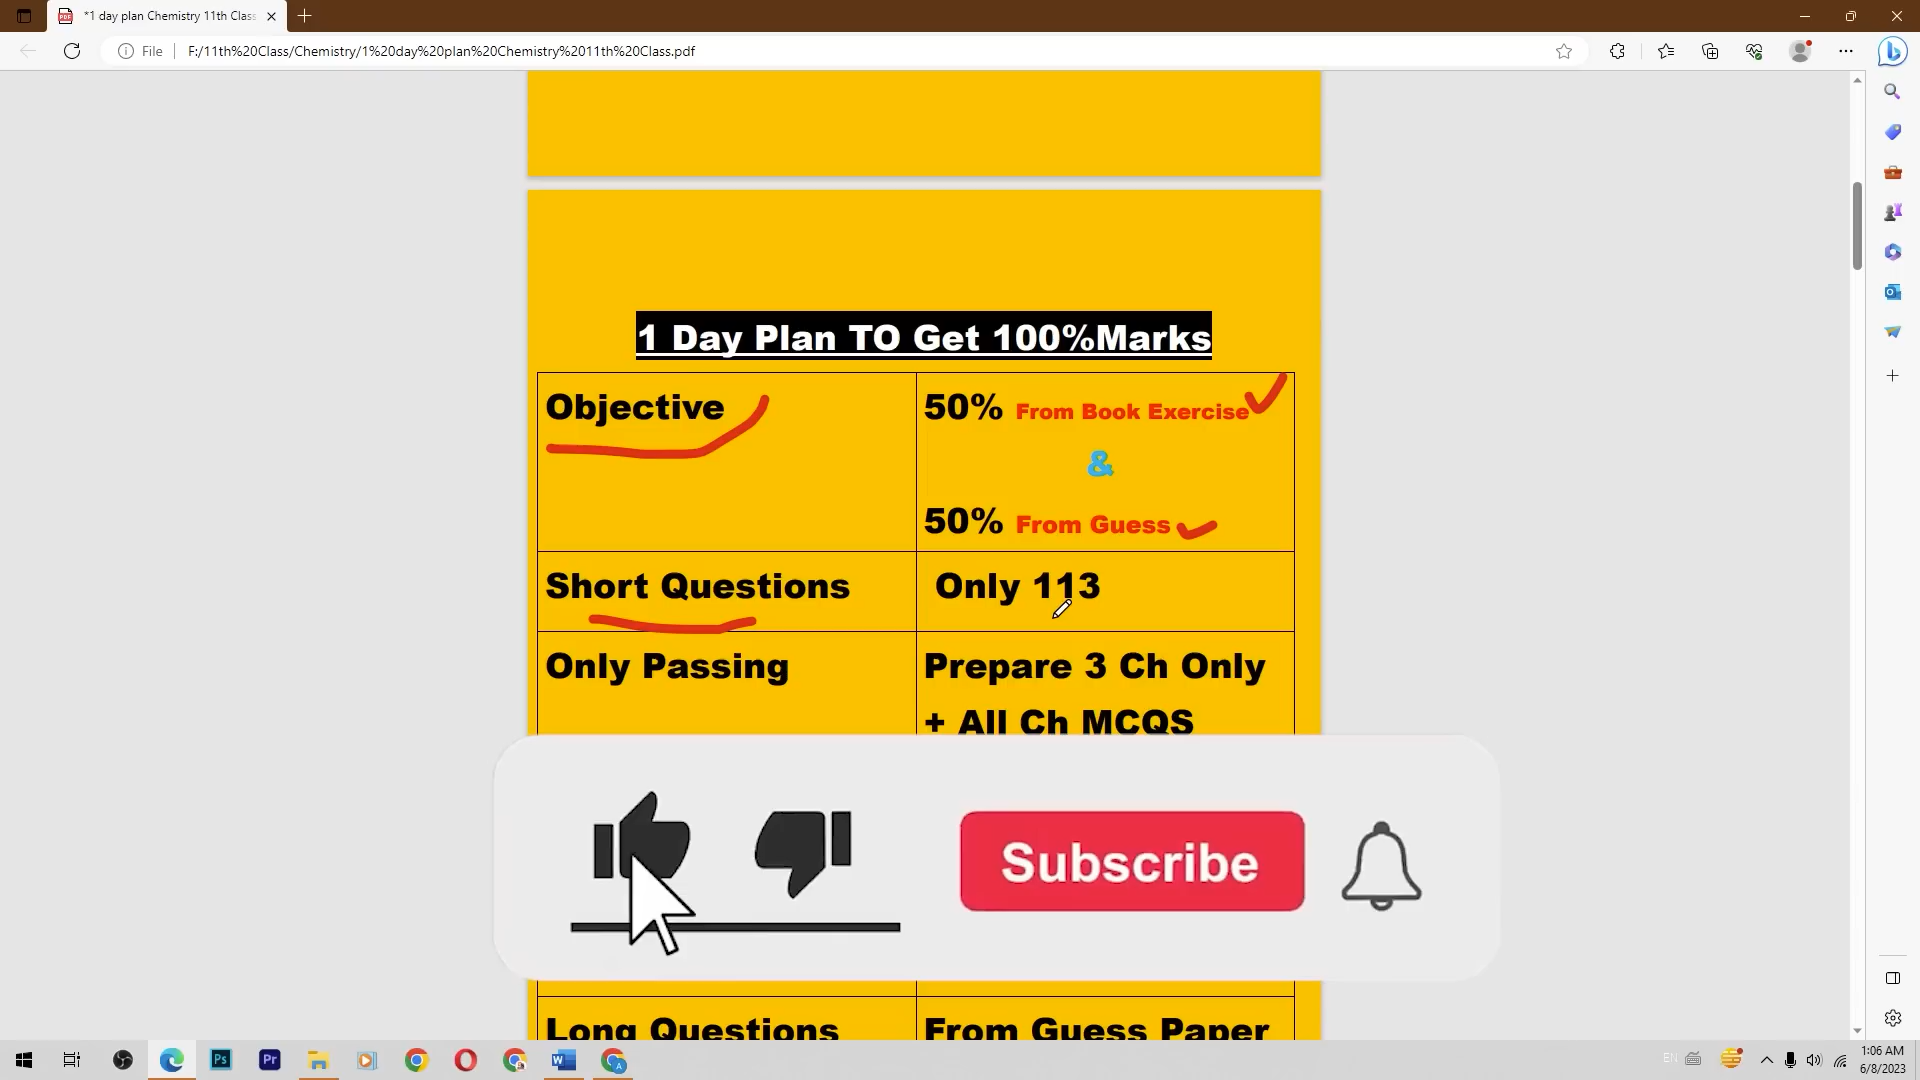 *1 day plan Chemistry 11th Class
File
F:/11th%20Class/Chemistry/1%20day%20plan%20Chemistry%2011th%20Class.pdf
1 Day Plan TO Get 100%Marks
Objective
50% From Book Exercise
&
50% From Guess
Short Questions
Only 113
Only Passing
Prepare 3 Ch Only
+ All Ch MCQS
Subscribe
Long Questions
From Guess Paper
Ps
Pr
W
A
EN
1:06 AM
6/8/2023